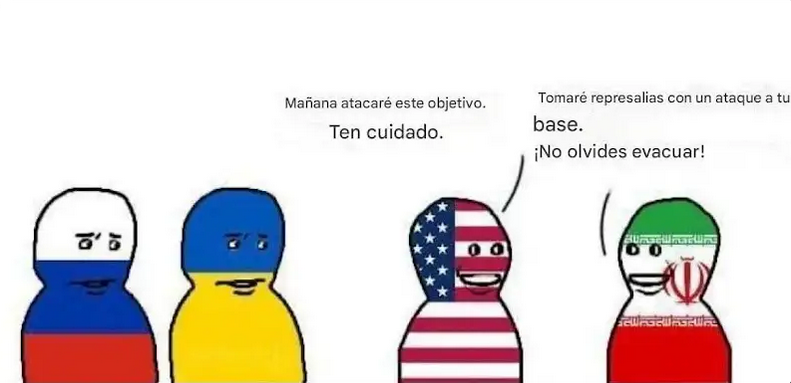 Mañana atacaré este objetivo.
Ten cuidado.
Tomaré represalias con un ataque a tu
base.
¡No olvides evacuar!